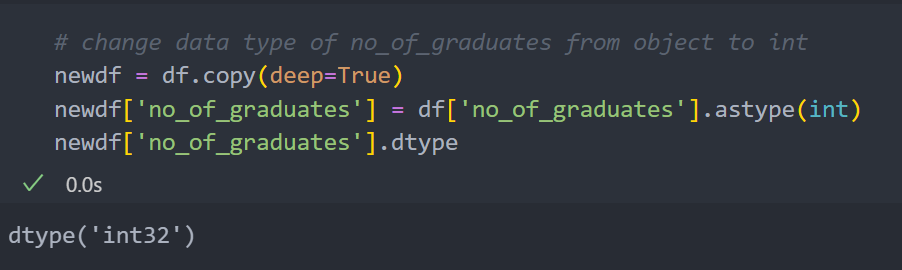 # change data type of no_of_graduates from object to int
newdf = df.copy(deep=True)
newdf['no_of_graduates'] = df['no_of_graduates'].astype(int)
newdf['no_of_graduates'].dtype
0.0s
dtype('int32')